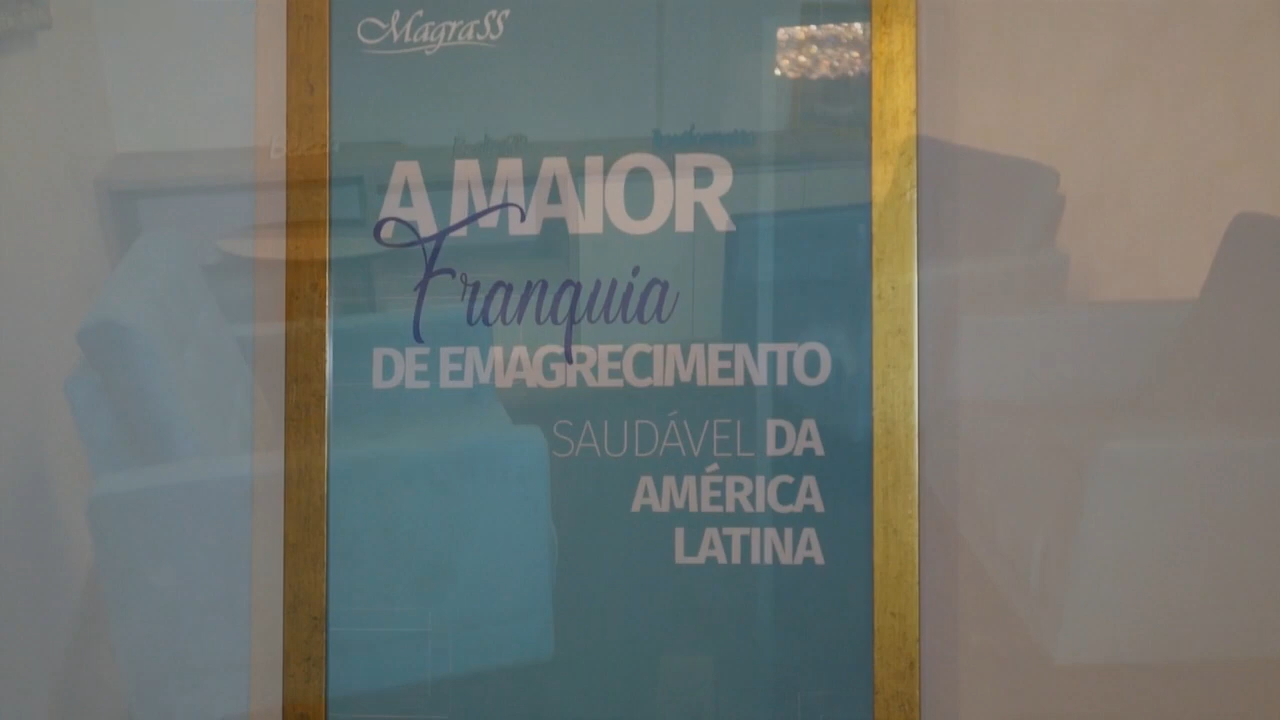 MagraSS
A MAIOR
Franquia
DE EMAGRECIMENTO
SAUDÁVEL DA
AMÉRICA
LATINA